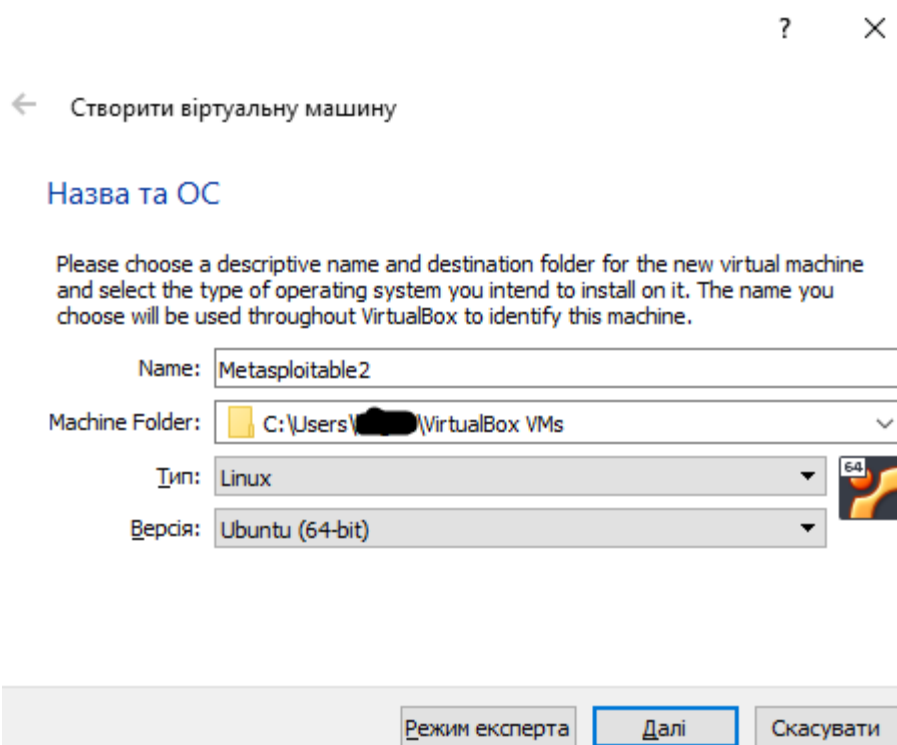 ?
Створити віртуальну машину
Назва та ОС
Please choose a descriptive name and destination folder for the new virtual machine
and select the type of operating system you intend to install on it. The name you
choose will be used throughout VirtualBox to identify this machine.
Name: Metasploitable2
Machine Folder: C:\Users\ \VirtualBox VMs
Тип: Linux
64
Версія: Ubuntu (64-bit)
Режим експерта Далі Скасувати